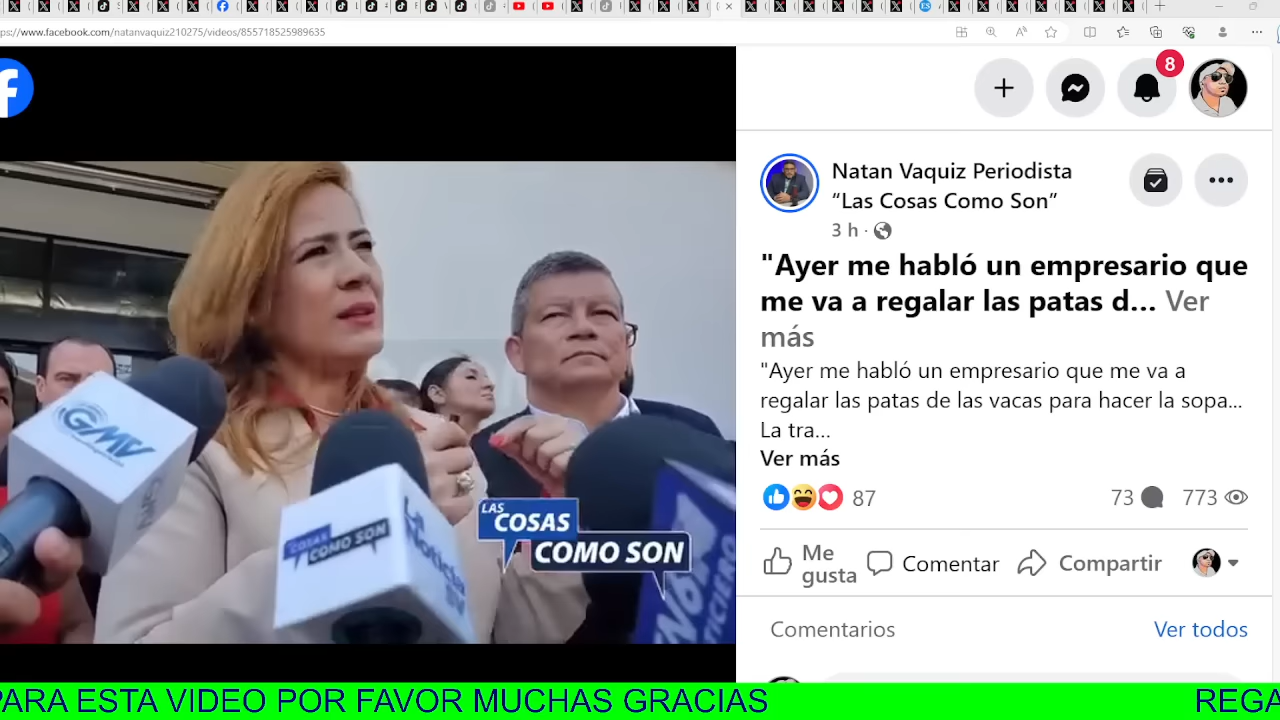 ps://www.facebook.com/natanvaquiz210275/videos/855718525989635
8
Natan Vaquiz Periodista
“Las Cosas Como Son”
3 h ·
"Ayer me habló un empresario que
me va a regalar las patas d... Ver
más
"Ayer me habló un empresario que me va a
regalar las patas de las vacas para hacer la sopa...
La tra...
Ver más
87
73
773
Me
gusta
Comentar
Compartir
Comentarios
Ver todos
GMV
COSAS
COMO SON
La
Noticia
SV
LAS
COSAS
COMO SON
PARA ESTA VIDEO POR FAVOR MUCHAS GRACIAS
REGA